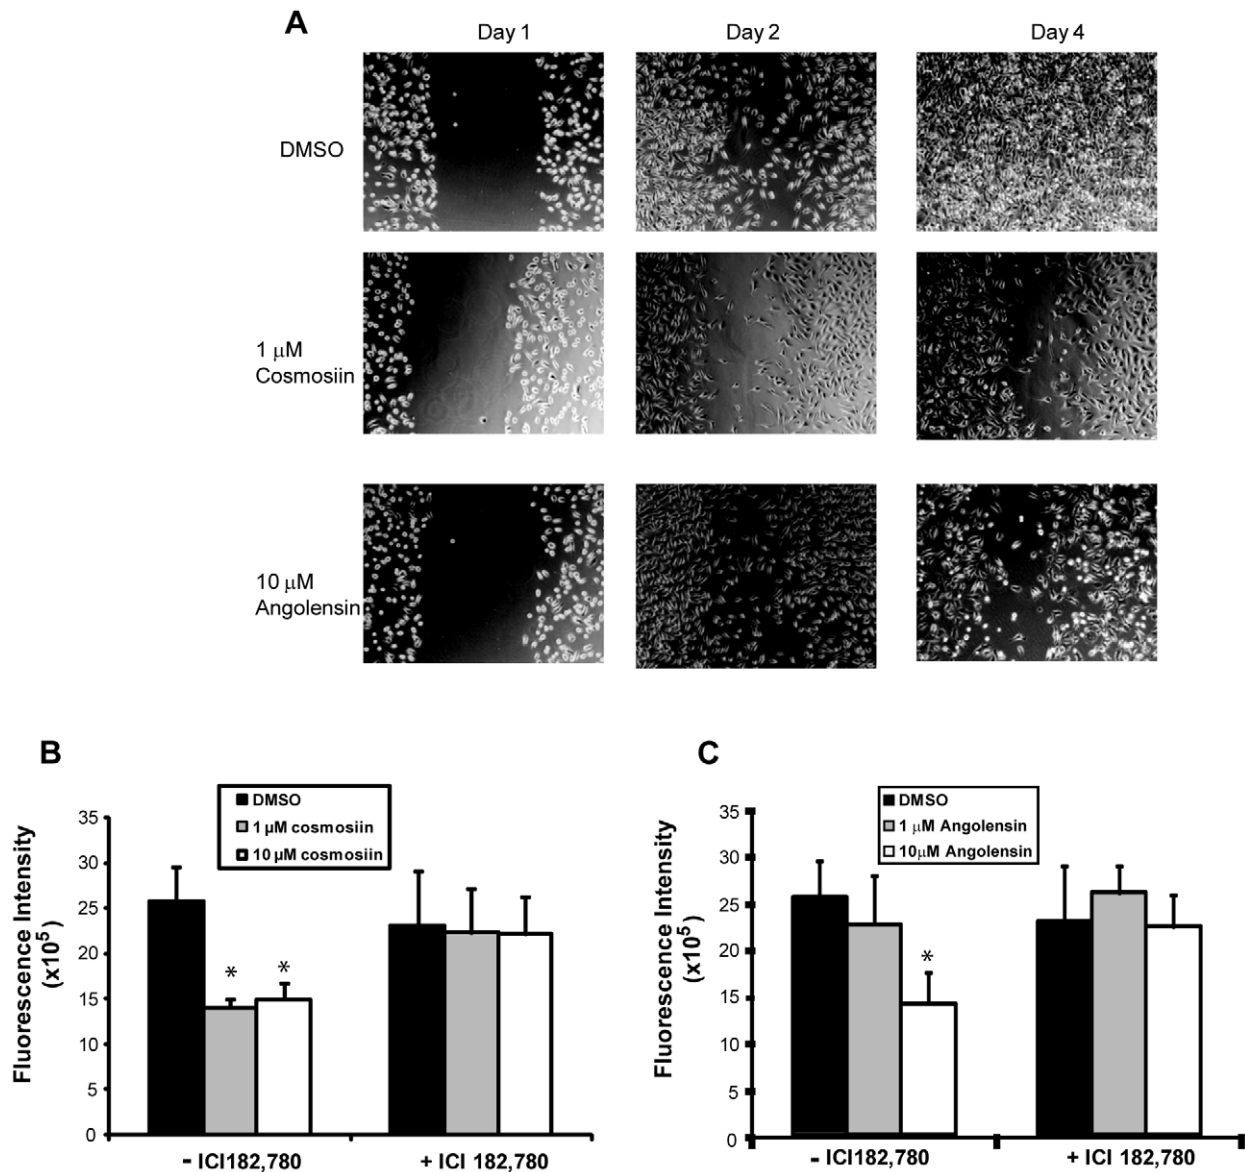 A
Day 1
Day 2
Day 4
DMSO
1 µM
Cosmosiin
10 µM
Angolensin
B
DMSO
1 µM cosmosiin
10 µM cosmosiin
Fluorescence Intensity
(x10⁵)
35
30
25
20
15
10
5
0
*
*
- ICI182,780
+ ICI 182,780
C
DMSO
1 µM Angolensin
10µM Angolensin
Fluorescence Intensity
(x10⁵)
35
30
25
20
15
10
5
0
*
- ICI182,780
+ ICI 182,780